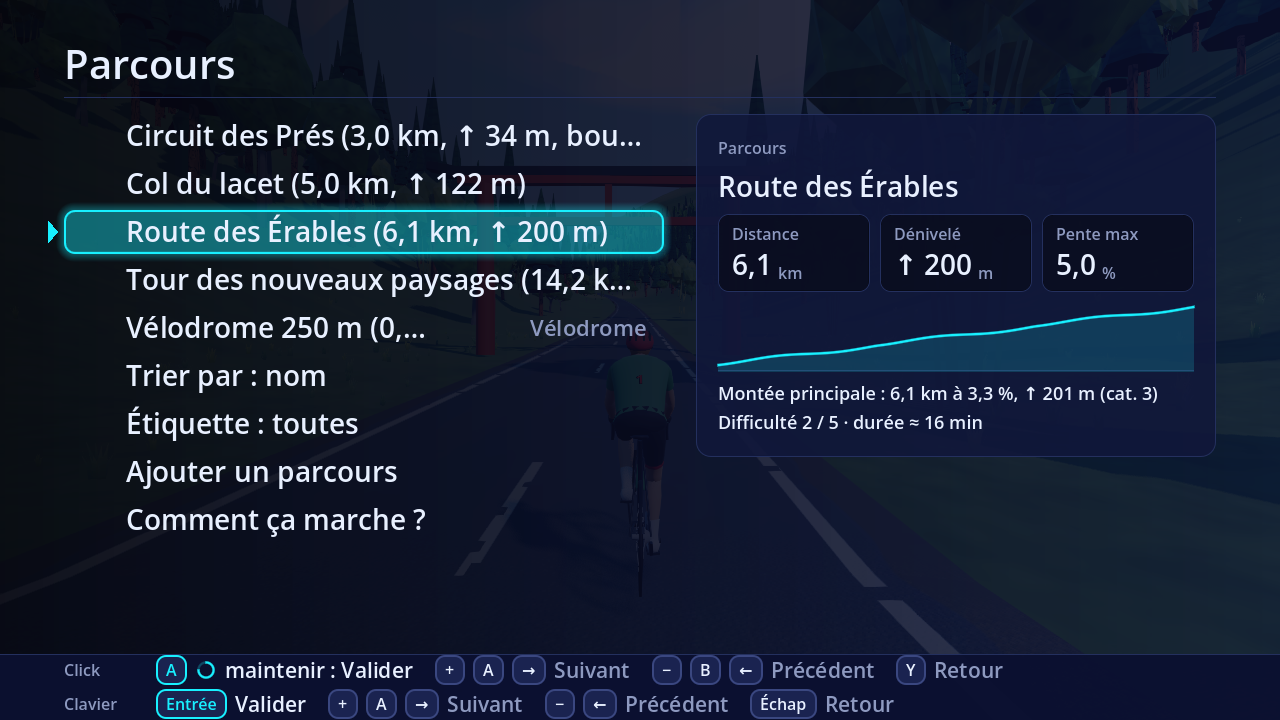 Parcours
Circuit des Prés (3,0 km, ↑ 34 m, bou...
Col du lacet (5,0 km, ↑ 122 m)
Route des Érables (6,1 km, ↑ 200 m)
Tour des nouveaux paysages (14,2 k...
Vélodrome 250 m (0,... Vélodrome
Trier par : nom
Étiquette : toutes
Ajouter un parcours
Comment ça marche ?
Parcours
Route des Érables
Distance Dénivelé Pente max
6,1 km ↑ 200 m 5,0 %
Montée principale : 6,1 km à 3,3 %, ↑ 201 m (cat. 3)
Difficulté 2 / 5 · durée ≈ 16 min
Click A maintenir : Valider + A → Suivant − B ← Précédent Y Retour
Clavier Entrée Valider + A → Suivant − ← Précédent Échap Retour